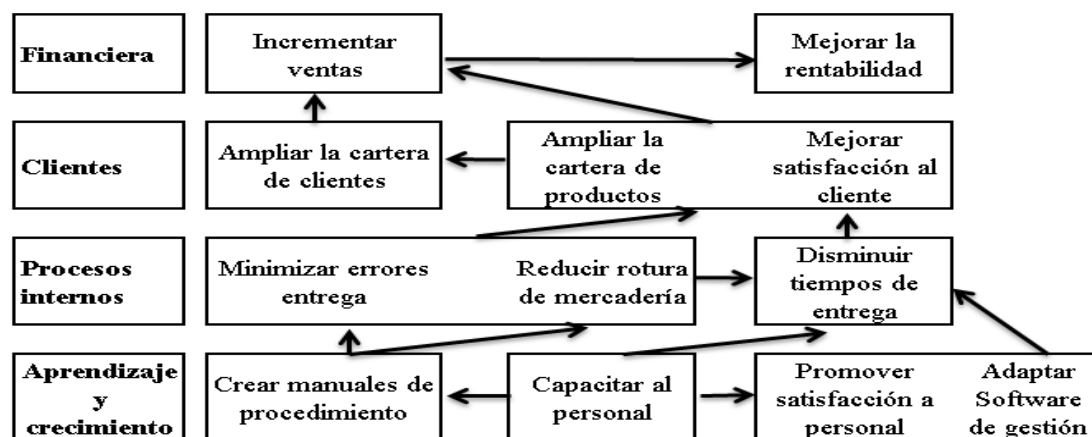 Financiera
Incrementar
ventas
Mejorar la
rentabilidad
Clientes
Ampliar la cartera
de clientes
Ampliar la
cartera de
productos
Mejorar
satisfacción al
cliente
Procesos
internos
Minimizar errores
entrega
Reducir rotura
de mercadería
Disminuir
tiempos de
entrega
Aprendizaje
y
crecimiento
Crear manuales de
procedimiento
Capacitar al
personal
Promover
satisfacción a
personal
Adaptar
Software
de gestión